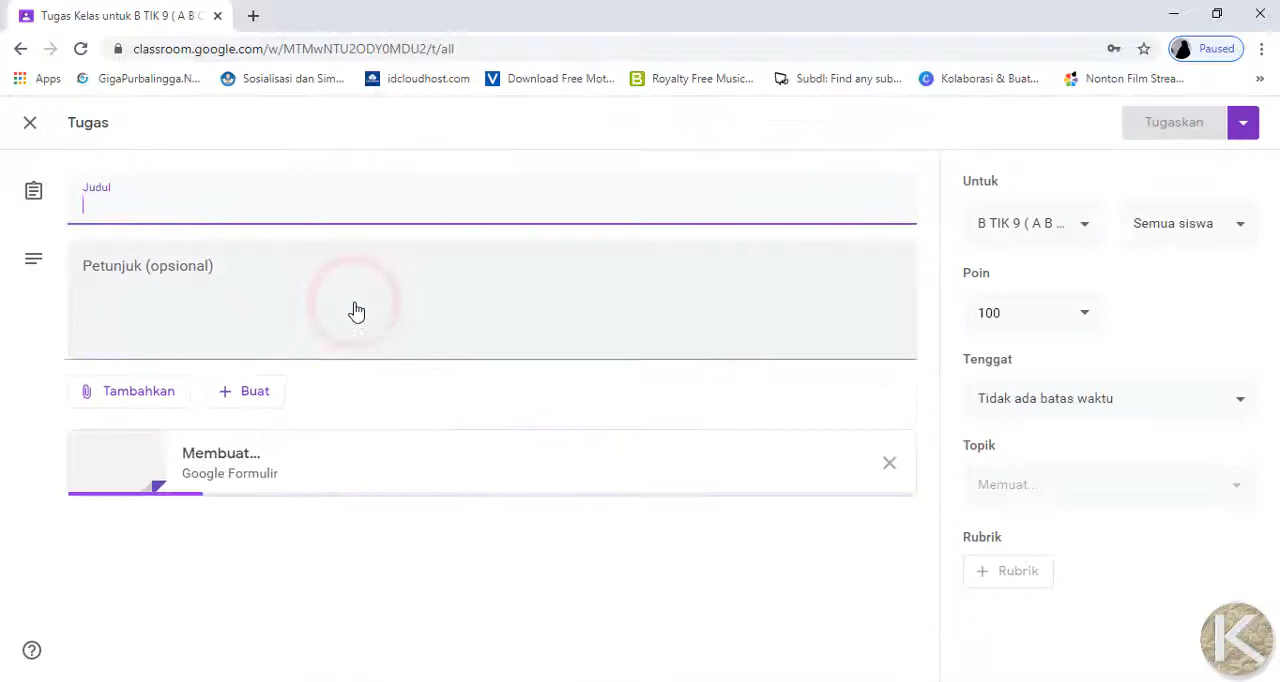 Tugas Kelas untuk B TIK 9 ( A B C
classroom.google.com/w/MTMwNTU2ODY0MDU2/t/all
Paused
Apps
GigaPurbalingga.N...
Sosialisasi dan Sim...
idcloudhost.com
Download Free Mot...
Royalty Free Music...
Subdl: Find any sub...
Kolaborasi & Buat...
Nonton Film Strea...
»
Tugas
Tugaskan
Judul
Petunjuk (opsional)
Tambahkan
Buat
Membuat...
Google Formulir
Untuk
B TIK 9 ( A B ...
Semua siswa
Poin
100
Tenggat
Tidak ada batas waktu
Topik
Memuat...
Rubrik
+ Rubrik
K